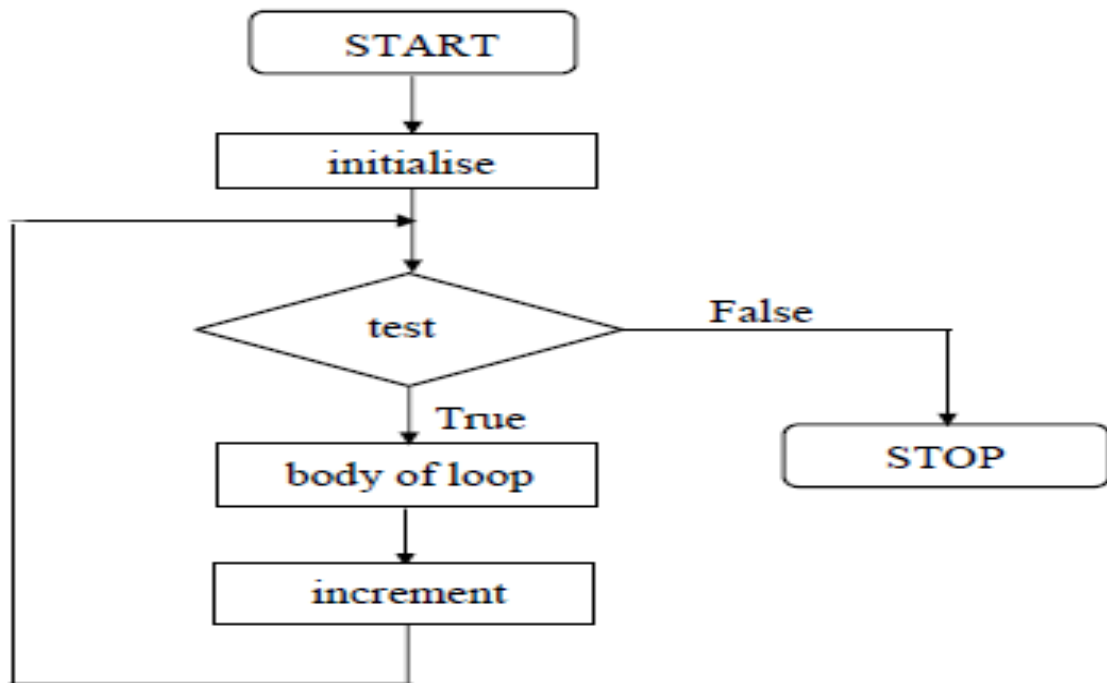 START
initialise
test
False
True
body of loop
STOP
increment